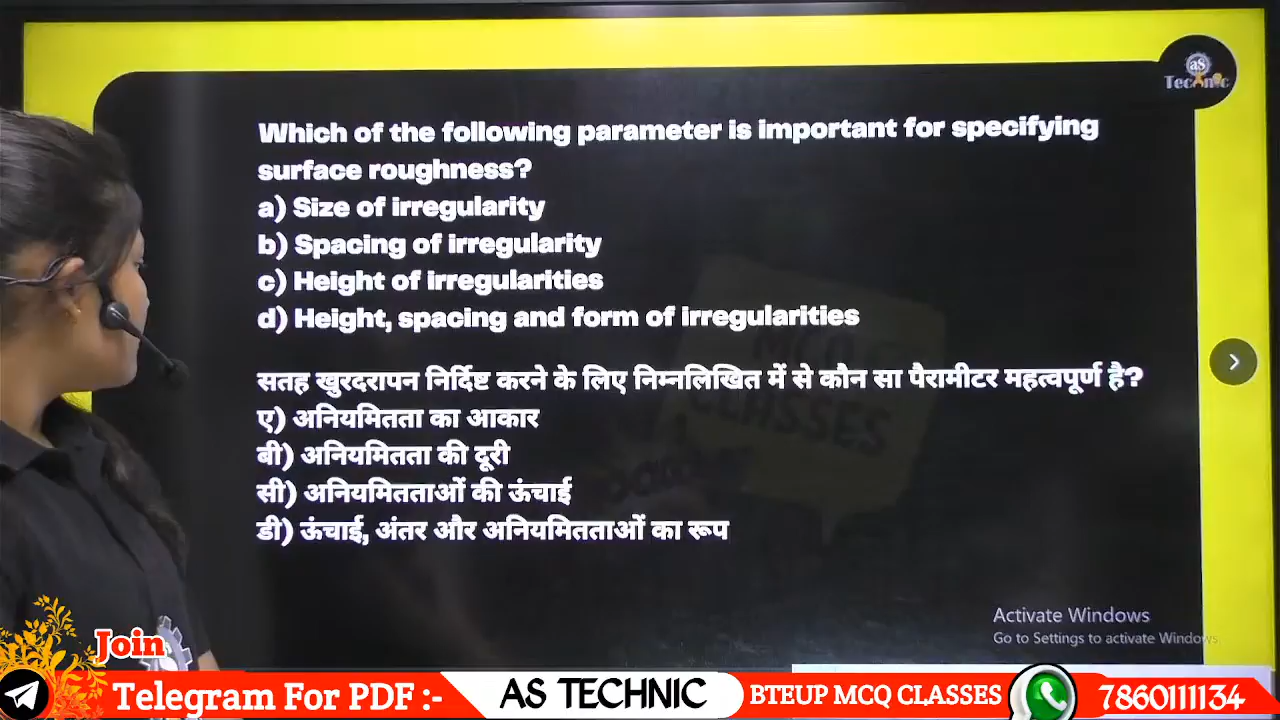 aS
Tecnic
Which of the following parameter is important for specifying
surface roughness?
a) Size of irregularity
b) Spacing of irregularity
c) Height of irregularities
d) Height, spacing and form of irregularities
सतह खुरदरापन निर्दिष्ट करने के लिए निम्नलिखित में से कौन सा पैरामीटर महत्वपूर्ण है?
ए) अनियमितता का आकार
बी) अनियमितता की दूरी
सी) अनियमितताओं की ऊंचाई
डी) ऊंचाई, अंतर और अनियमितताओं का रूप
Activate Windows
Go to Settings to activate Windows
Join
Telegram For PDF :- AS TECHNIC BTEUP MCQ CLASSES 7860111134